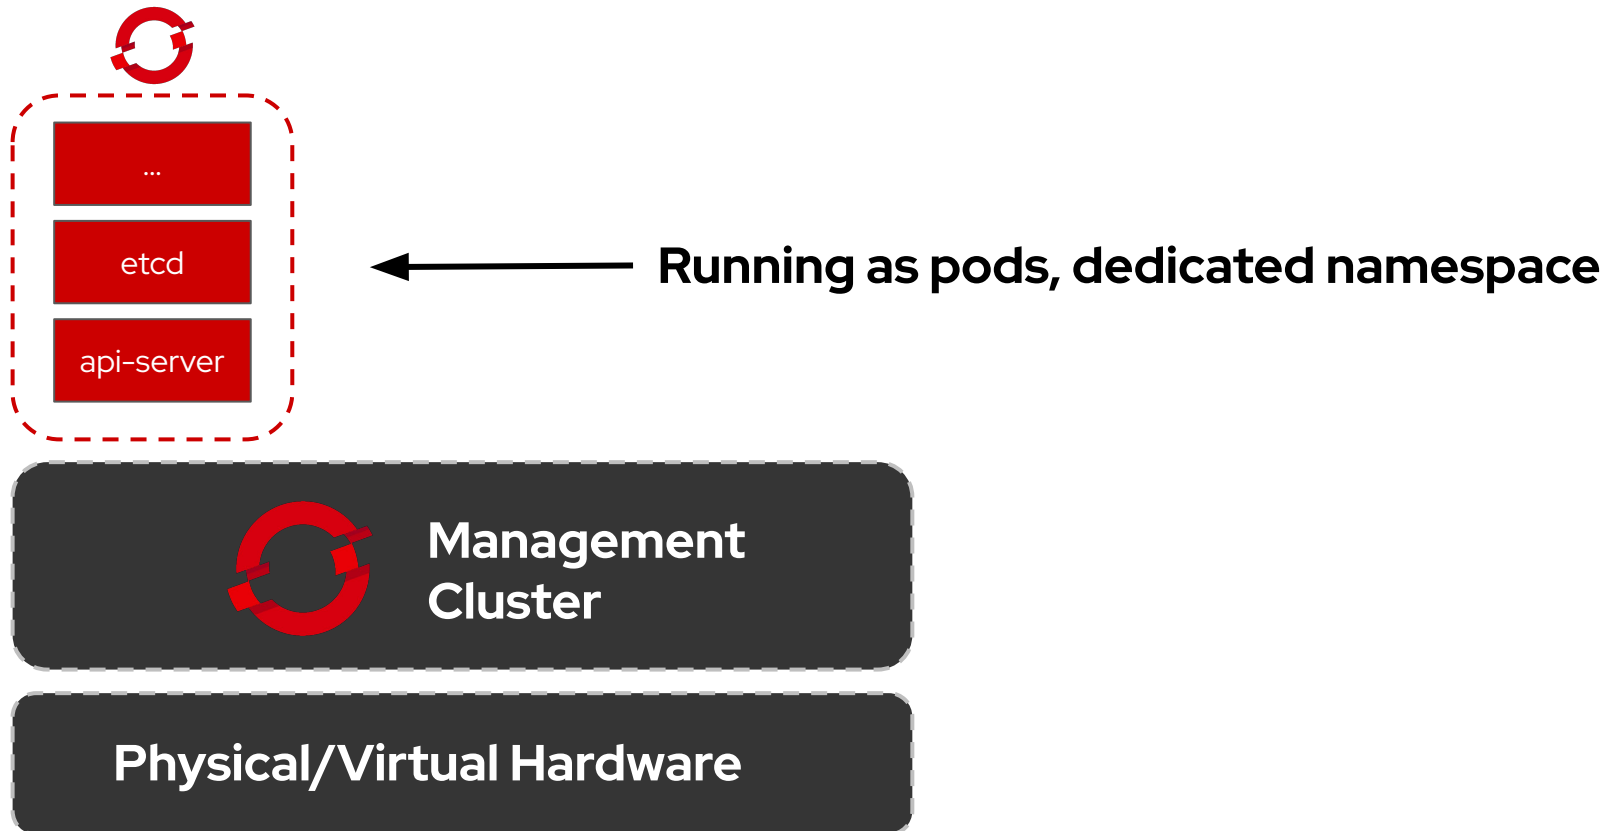 ...
etcd
Running as pods, dedicated namespace
api-server
Management
Cluster
Physical/Virtual Hardware